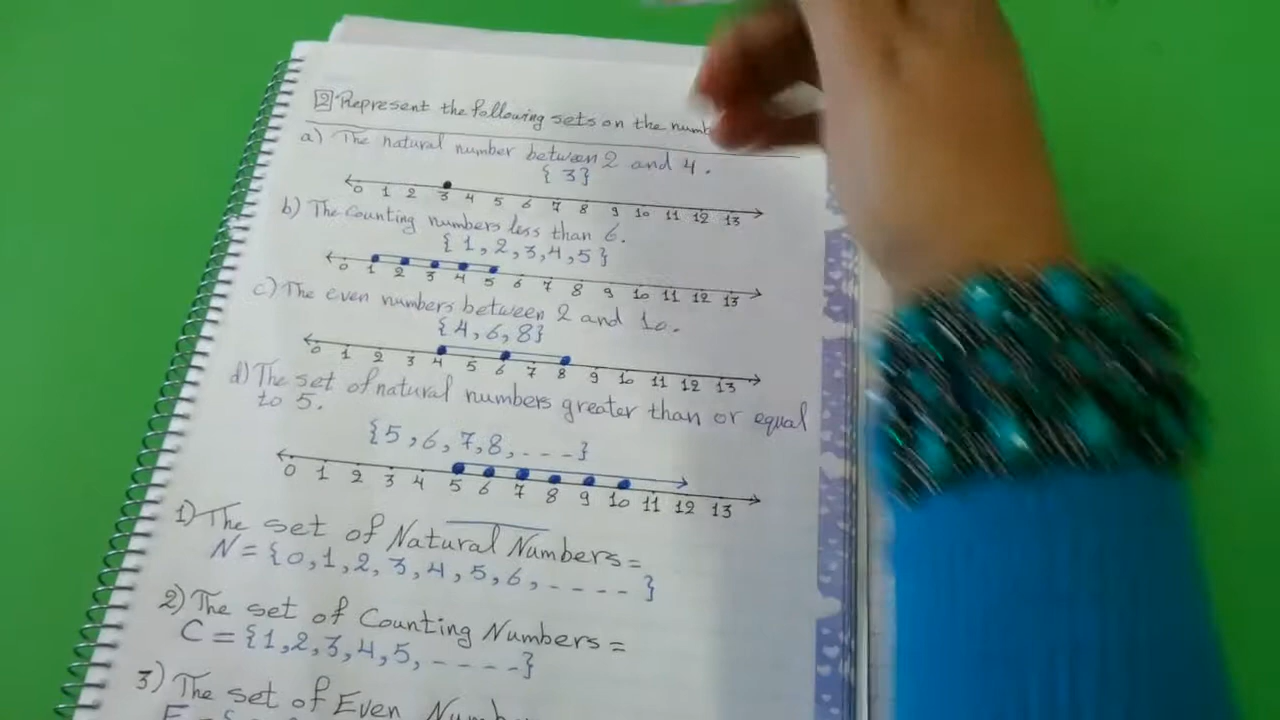 2 Represent the following sets on the numb
a) The natural number between 2 and 4.
{ 3 }
0 1 2 3 4 5 6 7 8 9 10 11 12 13
b) The counting numbers less than 6.
{ 1, 2, 3, 4, 5 }
0 1 2 3 4 5 6 7 8 9 10 11 12 13
c) The even numbers between 2 and 10.
{ 4, 6, 8 }
0 1 2 3 4 5 6 7 8 9 10 11 12 13
d) The set of natural numbers greater than or equal
to 5.
{ 5, 6, 7, 8, - - - }
0 1 2 3 4 5 6 7 8 9 10 11 12 13
1) The set of Natural Numbers =
N = { 0, 1, 2, 3, 4, 5, 6, - - - - }
2) The set of Counting Numbers =
C = { 1, 2, 3, 4, 5, - - - - }
3) The set of Even Num